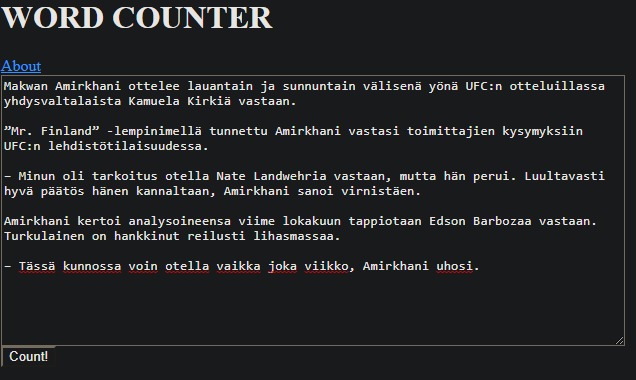 WORD COUNTER
About
Makwan Amirkhani ottelee lauantain ja sunnuntain välisenä yönä UFC:n otteluillassa
yhdysvaltalaista Kamuela Kirkiä vastaan.
”Mr. Finland” -lempinimellä tunnettu Amirkhani vastasi toimittajien kysymyksiin
UFC:n lehdistötilaisuudessa.
– Minun oli tarkoitus otella Nate Landwehria vastaan, mutta hän perui. Luultavasti
hyvä päätös hänen kannaltaan, Amirkhani sanoi virnistäen.
Amirkhani kertoi analysoineensa viime lokakuun tappiotaan Edson Barbozaa vastaan.
Turkulainen on hankkinut reilusti lihasmassaa.
– Tässä kunnossa voin otella vaikka joka viikko, Amirkhani uhosi.
Count!